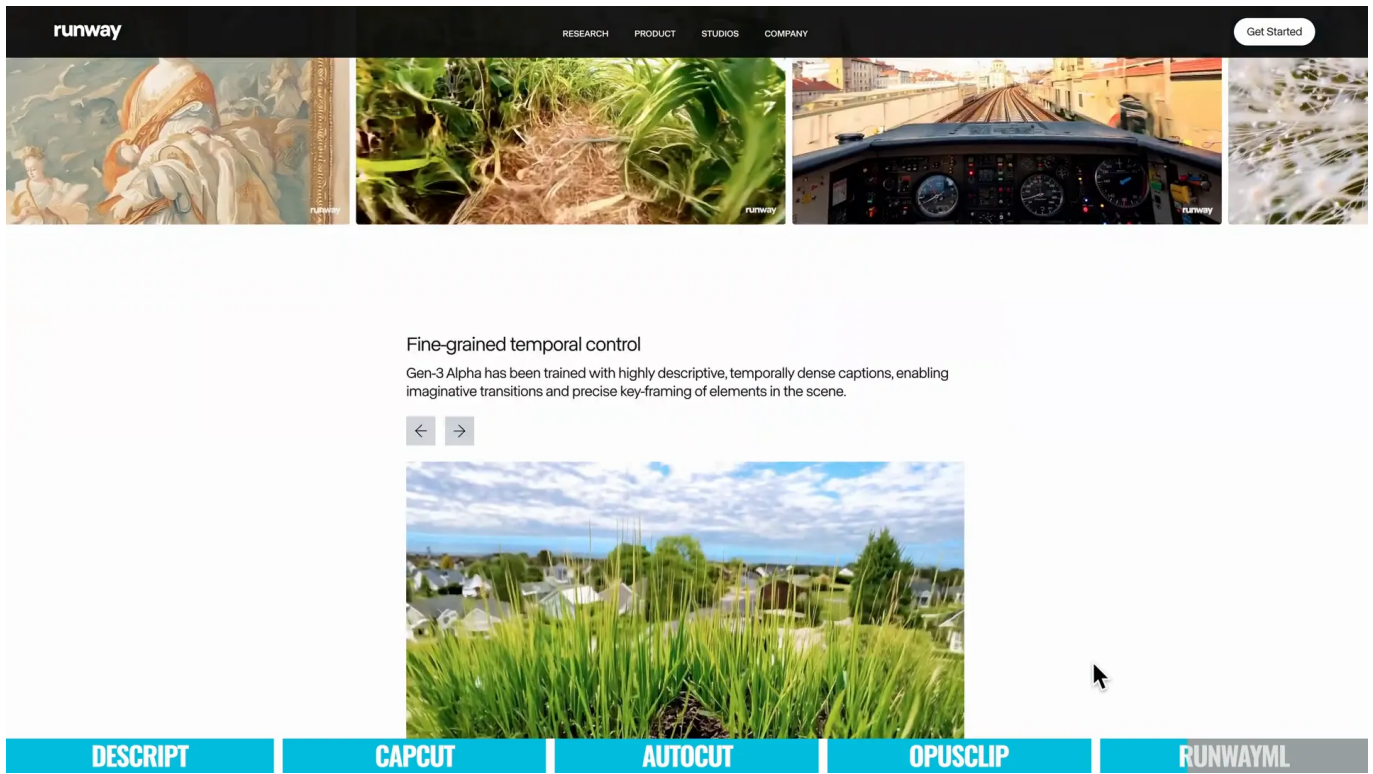 runway
RESEARCH
PRODUCT
STUDIOS
COMPANY
Get Started
runway
runway
runway
Fine-grained temporal control
Gen-3 Alpha has been trained with highly descriptive, temporally dense captions, enabling
imaginative transitions and precise key-framing of elements in the scene.
DESCRIPT
CAPCUT
AUTOCUT
OPUSCLIP
RUNWAYML